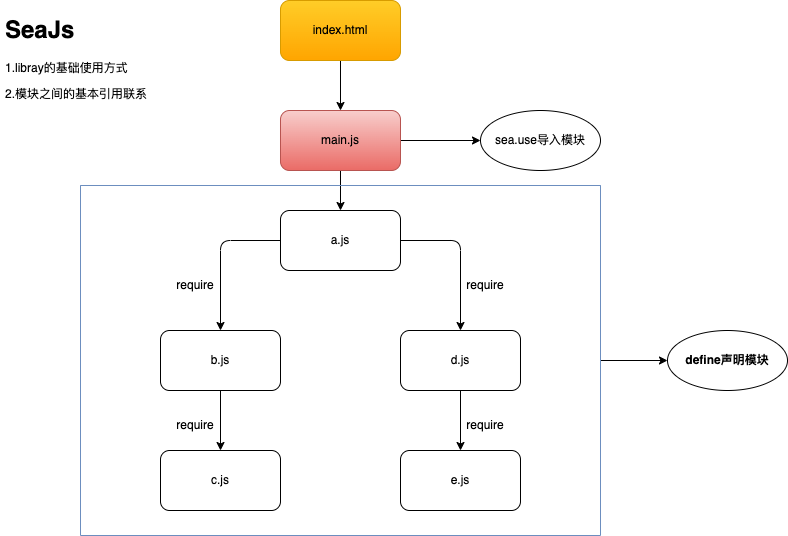 SeaJs
1.libray的基础使用方式
2.模块之间的基本引用联系
index.html
main.js
sea.use导入模块
a.js
require
require
b.js
d.js
define声明模块
require
require
c.js
e.js